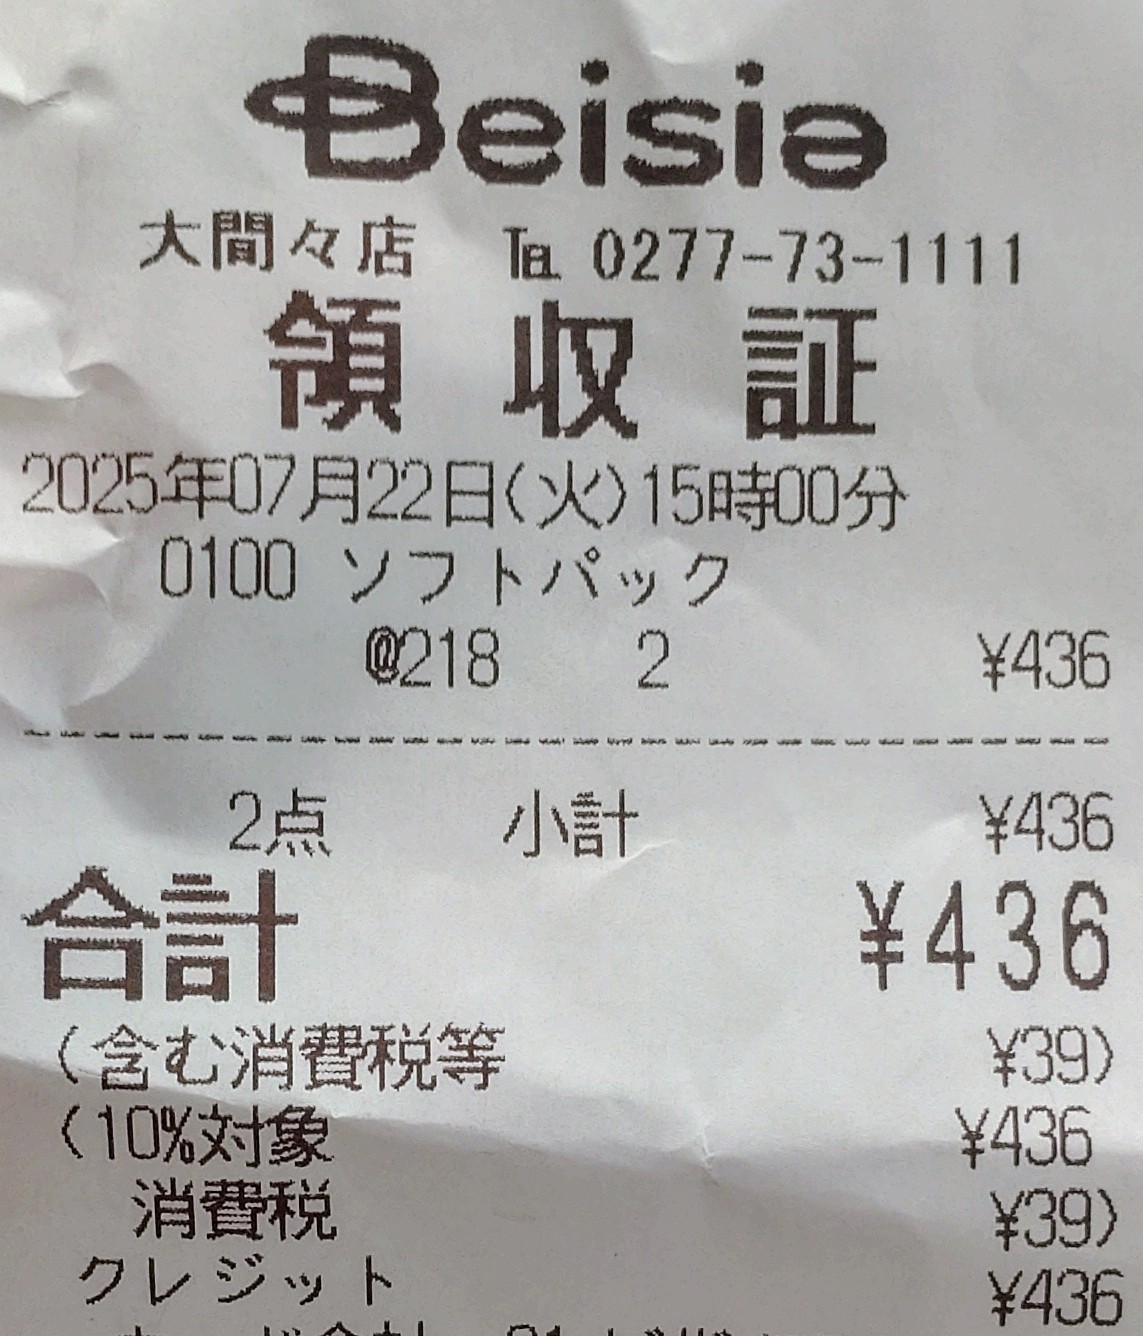 Beisia
大間々店 ℡ 0277-73-1111
領収証
2025年07月22日(火)15時00分
0100 ソフトパック
@218 2 ¥436
2点 小計 ¥436
合計 ¥436
(含む消費税等 ¥39)
(10%対象 ¥436
消費税 ¥39)
クレジット ¥436